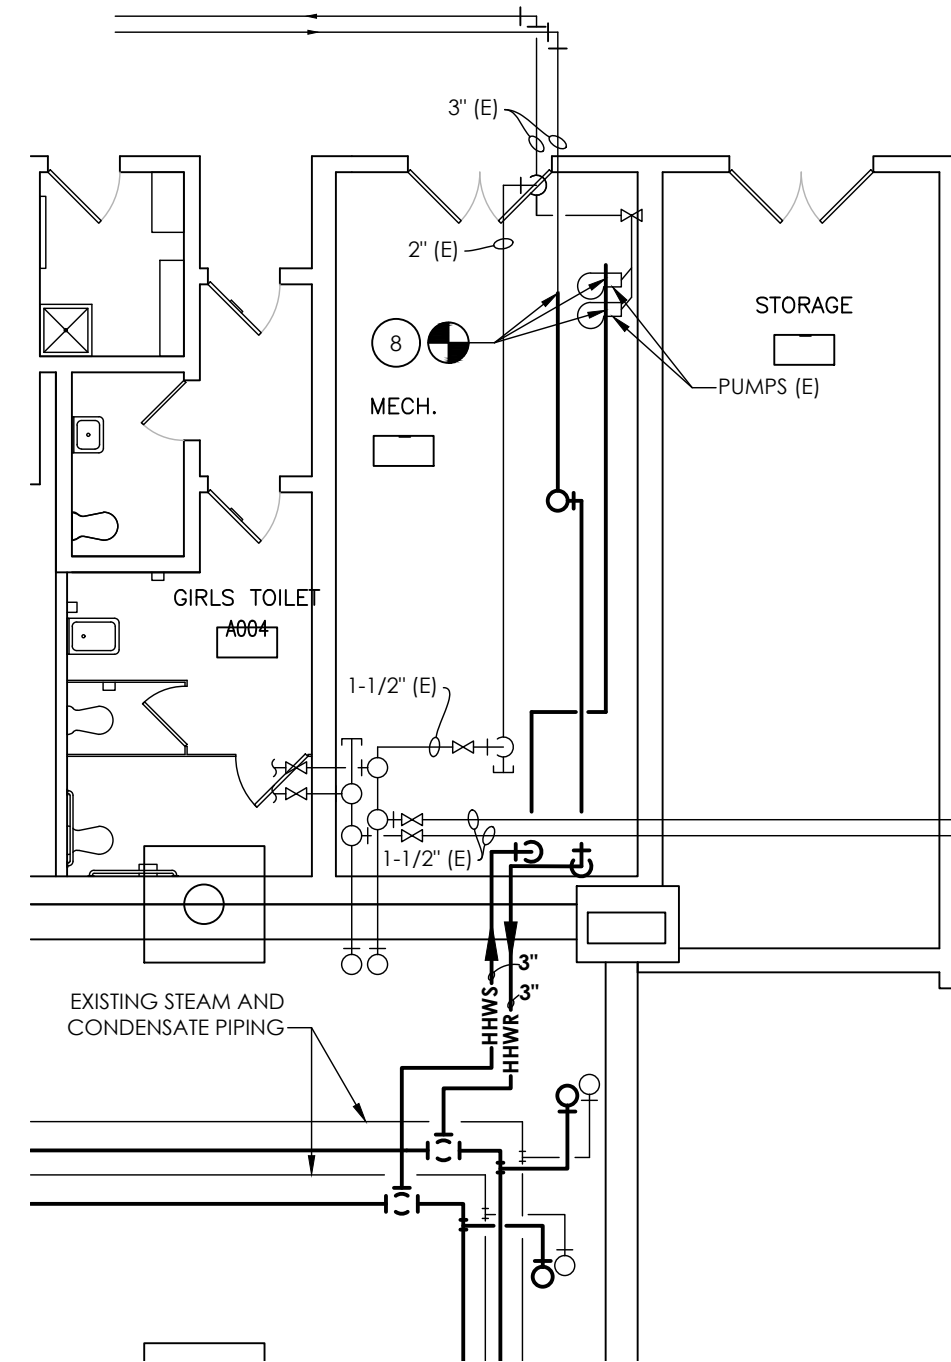 3" (E)
2" (E)
STORAGE
8
PUMPS (E)
MECH.
GIRLS TOILET
A004
1-1/2" (E)
1-1/2" (E)
3"
3"
HHWS
HHWR
EXISTING STEAM AND
CONDENSATE PIPING